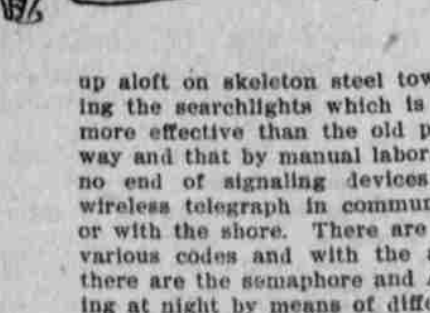 up aloft on skeleton steel tow
ing the searchlights which is
more effective than the old p
way and that by manual labor
no end of signaling devices
wireless telegraph in commun
or with the shore. There are
various codes and with the a
there are the semaphore and
ing at night by means of diffe